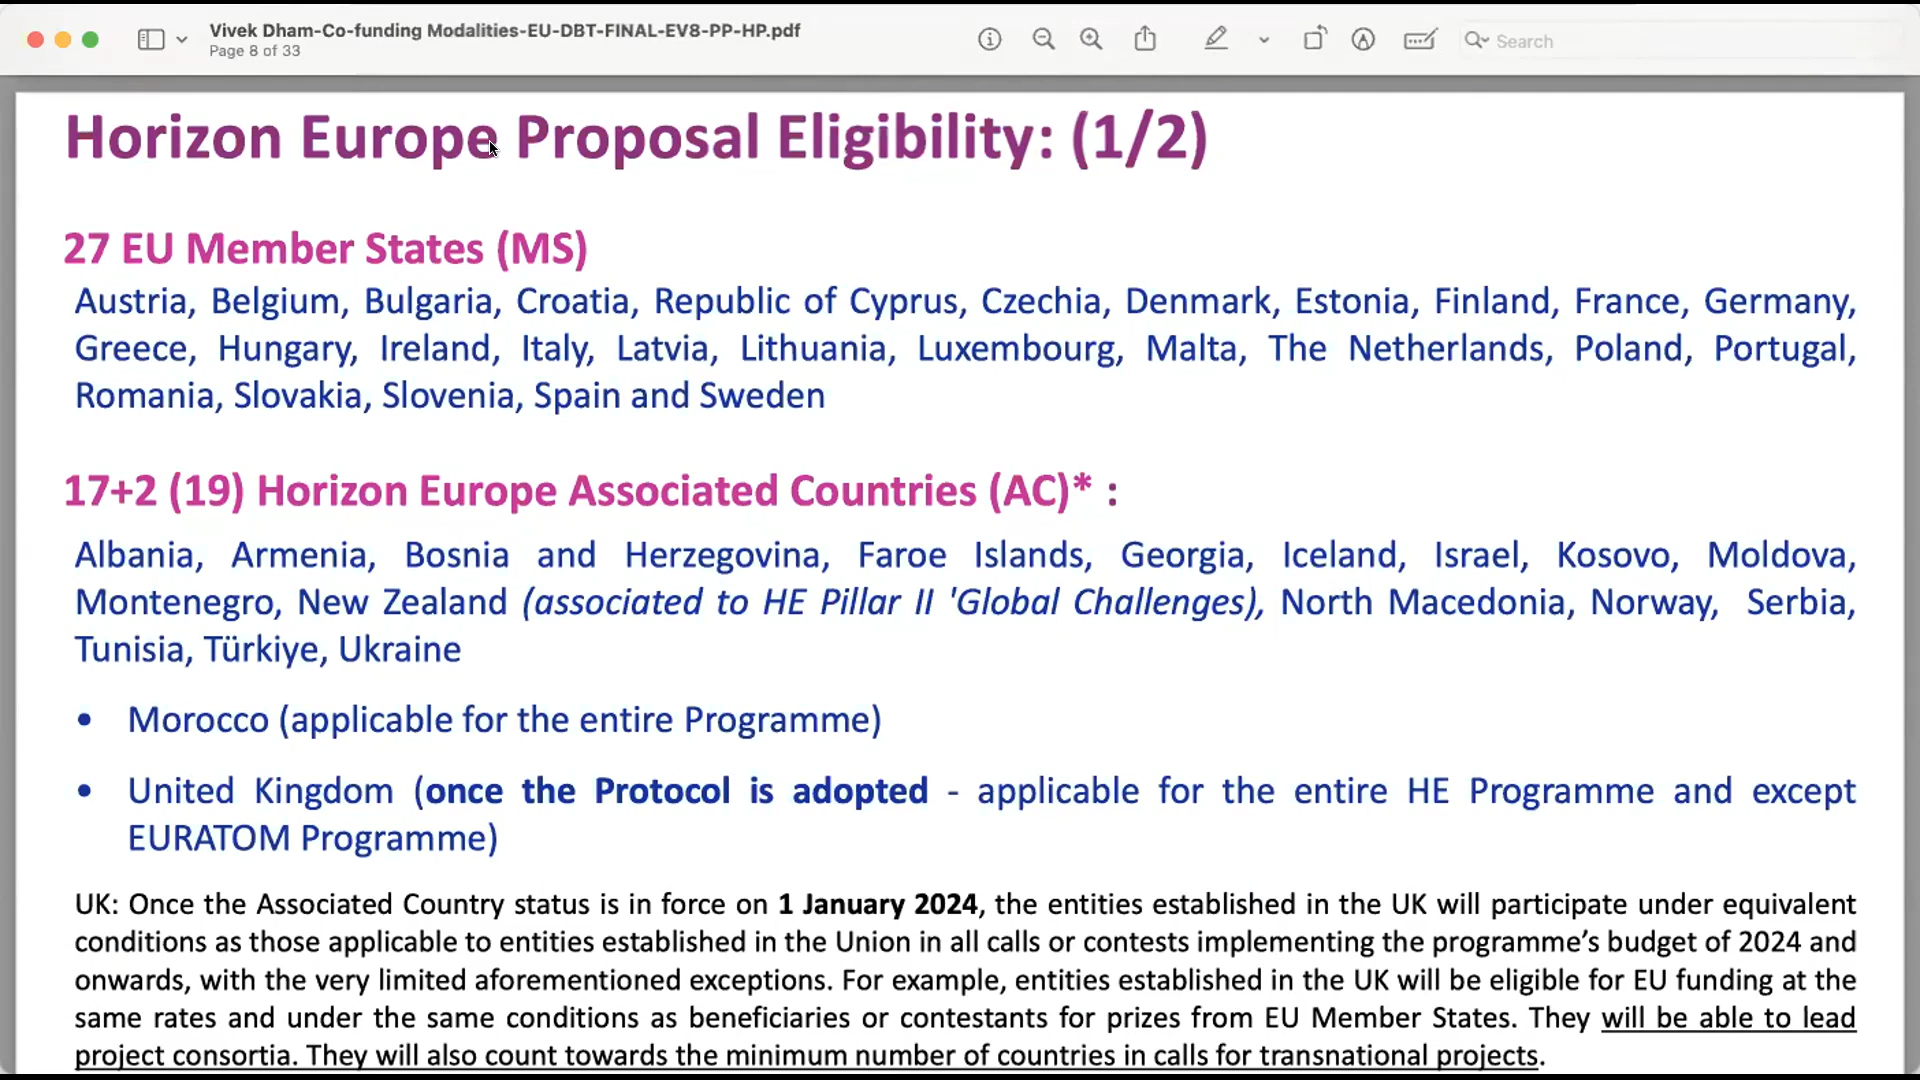 Vivek Dham-Co-funding Modalities-EU-DBT-FINAL-EV8-PP-HP.pdf
Page 8 of 33
Search
Horizon Europe Proposal Eligibility: (1/2)
27 EU Member States (MS)
Austria, Belgium, Bulgaria, Croatia, Republic of Cyprus, Czechia, Denmark, Estonia, Finland, France, Germany,
Greece, Hungary, Ireland, Italy, Latvia, Lithuania, Luxembourg, Malta, The Netherlands, Poland, Portugal,
Romania, Slovakia, Slovenia, Spain and Sweden
17+2 (19) Horizon Europe Associated Countries (AC)* :
Albania, Armenia, Bosnia and Herzegovina, Faroe Islands, Georgia, Iceland, Israel, Kosovo, Moldova,
Montenegro, New Zealand (associated to HE Pillar II 'Global Challenges), North Macedonia, Norway, Serbia,
Tunisia, Türkiye, Ukraine
• Morocco (applicable for the entire Programme)
• United Kingdom (once the Protocol is adopted - applicable for the entire HE Programme and except
EURATOM Programme)
UK: Once the Associated Country status is in force on 1 January 2024, the entities established in the UK will participate under equivalent
conditions as those applicable to entities established in the Union in all calls or contests implementing the programme’s budget of 2024 and
onwards, with the very limited aforementioned exceptions. For example, entities established in the UK will be eligible for EU funding at the
same rates and under the same conditions as beneficiaries or contestants for prizes from EU Member States. They will be able to lead
project consortia. They will also count towards the minimum number of countries in calls for transnational projects.